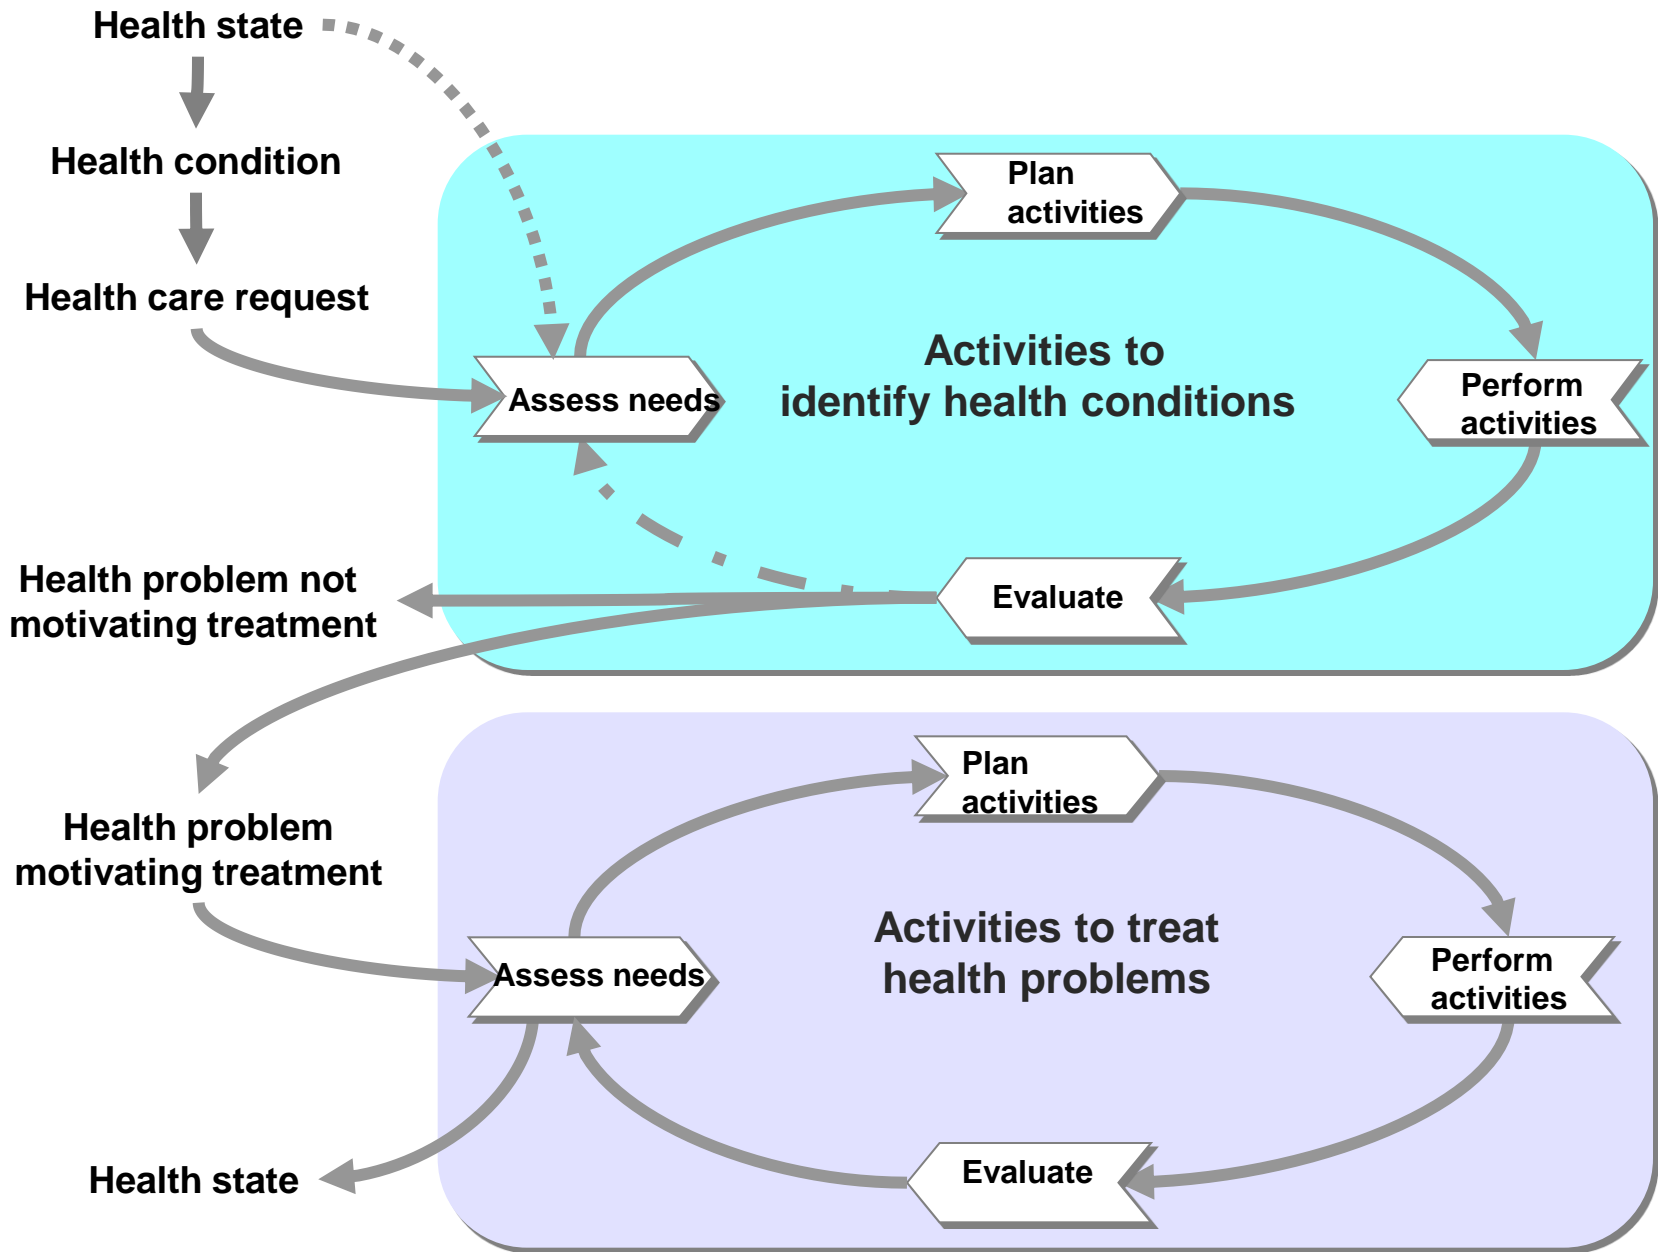 Health state
Health condition
Health care request
Plan
activities
Activities to
identify health conditions
Assess needs
Perform
activities
Evaluate
Health problem not
motivating treatment
Health problem
motivating treatment
Plan
activities
Activities to treat
health problems
Assess needs
Perform
activities
Evaluate
Health state